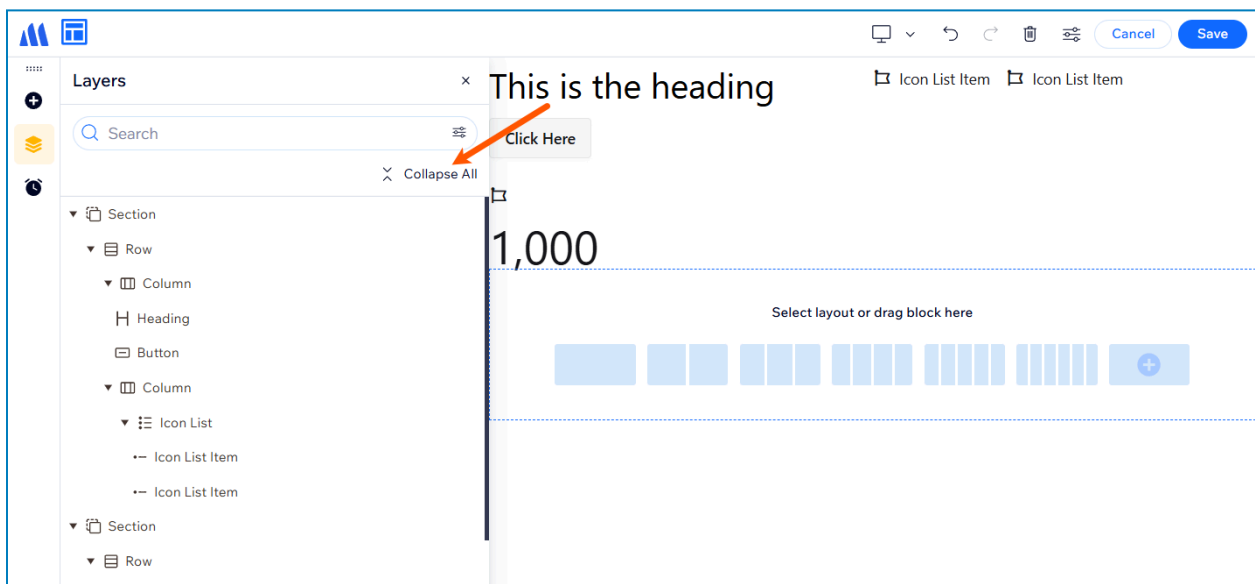 Cancel
Save
Layers
Search
Collapse All
Section
Row
Column
Heading
Button
Column
Icon List
Icon List Item
Icon List Item
Section
Row
This is the heading
Icon List Item
Icon List Item
Click Here
1,000
Select layout or drag block here